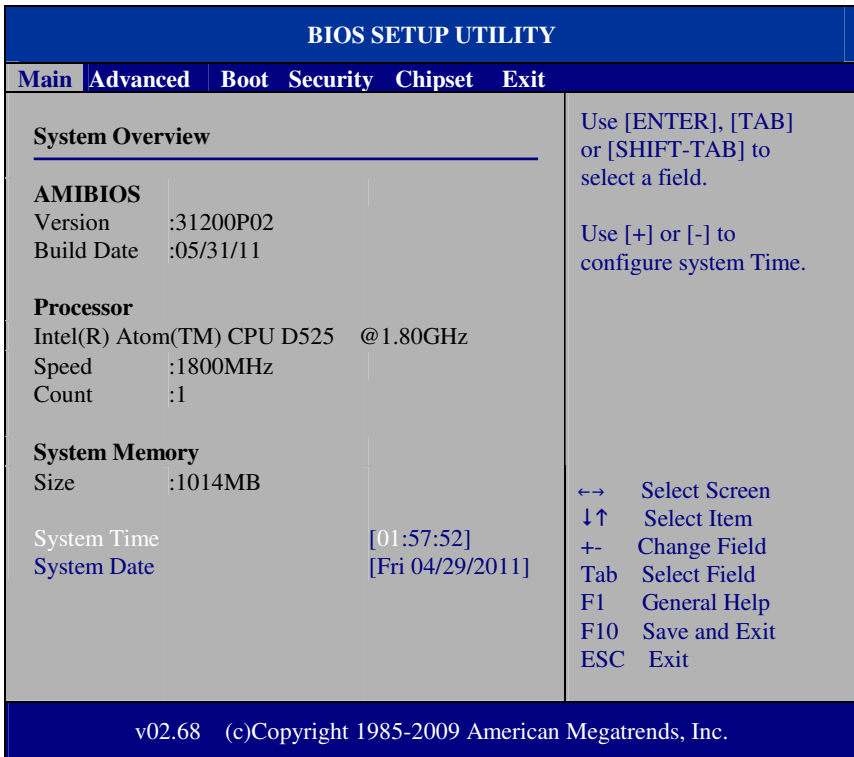 BIOS SETUP UTILITY
Main Advanced Boot Security Chipset Exit
System Overview
AMIBIOS
Version :31200P02
Build Date :05/31/11
Processor
Intel(R) Atom(TM) CPU D525 @1.80GHz
Speed :1800MHz
Count :1
System Memory
Size :1014MB
System Time [01:57:52]
System Date [Fri 04/29/2011]
Use [ENTER], [TAB]
or [SHIFT-TAB] to
select a field.
Use [+] or [-] to
configure system Time.
←→ Select Screen
↓↑ Select Item
+- Change Field
Tab Select Field
F1 General Help
F10 Save and Exit
ESC Exit
v02.68 (c)Copyright 1985-2009 American Megatrends, Inc.